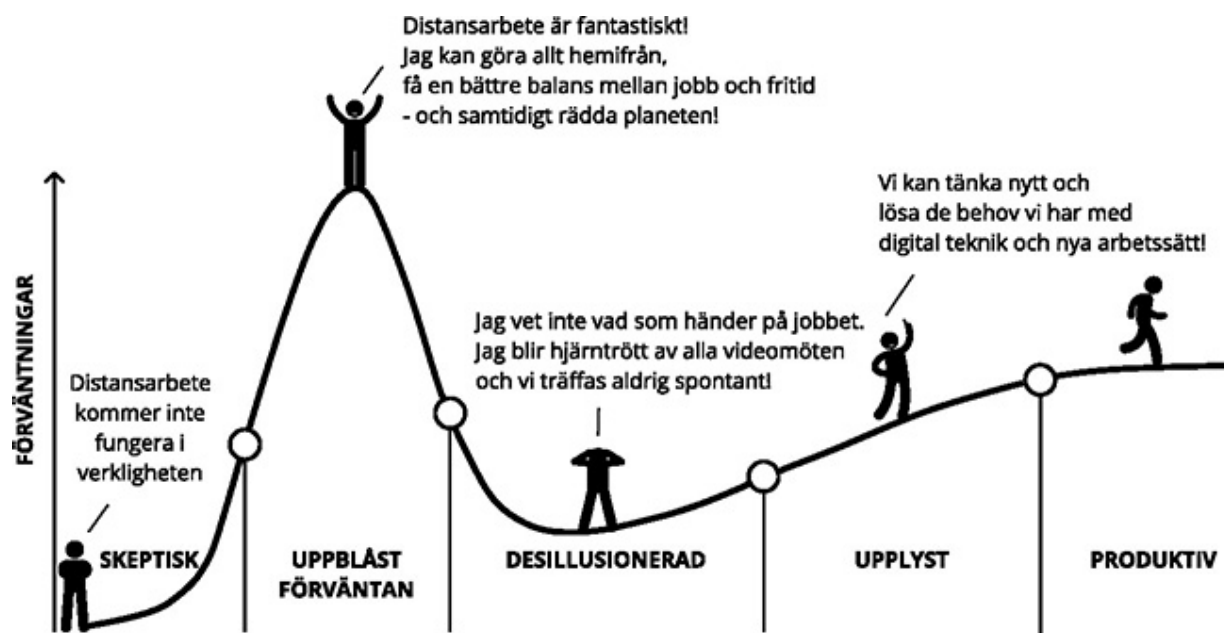 Distansarbete är fantastiskt!
Jag kan göra allt hemifrån,
få en bättre balans mellan jobb och fritid
- och samtidigt rädda planeten!
Vi kan tänka nytt och
lösa de behov vi har med
digital teknik och nya arbetssätt!
Jag vet inte vad som händer på jobbet.
Jag blir hjärntrött av alla videomöten
och vi träffas aldrig spontant!
Distansarbete
kommer inte
fungera i
verkligheten
FÖRVÄNTNINGAR
SKEPTISK
UPPBLÅST
FÖRVÄNTAN
DESILLUSIONERAD
UPPLYST
PRODUKTIV